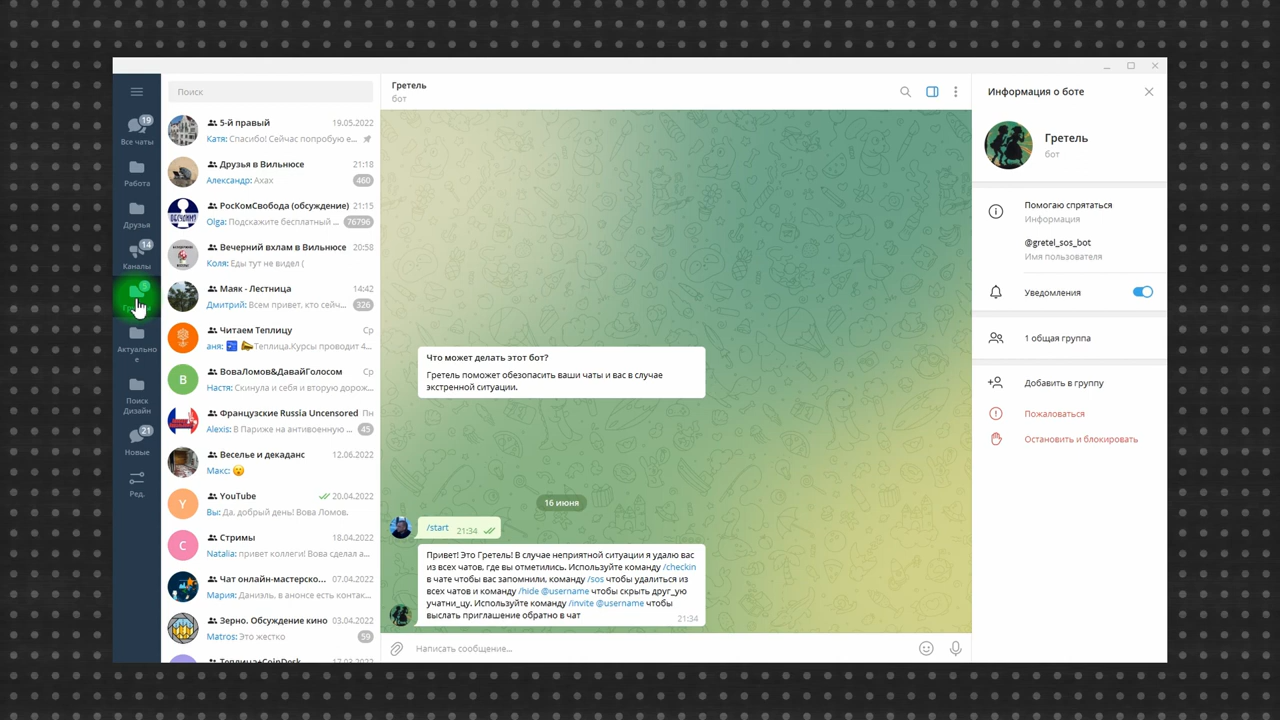 Поиск
19
Все чаты
Работа
Друзья
14
Каналы
5
Актуально
е
Поиск
Дизайн
21
Новые
Ред.
5-й правый 19.05.2022
Катя: Спасибо! Сейчас попробую е...
Друзья в Вильнюсе 21:18
Александр: Ахах 460
РосКомСвобода (обсуждение) 21:15
Olga: Подскажите бесплатный ... 76796
Вечерний вхлам в Вильнюсе 20:58
Коля: Еды тут не видел (
Маяк - Лестница 14:42
Дмитрий: Всем привет, кто сейч... 326
Читаем Теплицу Ср
аня: Теплица.Курсы проводит 4...
B
ВоваЛомов&ДавайГолосом Ср
Настя: Скинула и себя и вторую дорож...
Французские Russia Uncensored Пн
Alexis: В Париже на антивоенную ... 45
Веселье и декаданс 12.06.2022
Макс:
Y
YouTube 20.04.2022
Вы: Да. добрый день! Вова Ломов.
С
Стримы 18.04.2022
Natalia: привет коллеги! Вова сделал а...
Чат онлайн-мастерско... 07.04.2022
Мария: Даниэль, в анонсе есть контак...
Зерно. Обсуждение кино 03.04.2022
Matros: Это жестко 59
Теплица+CoinDesk 17.03.2022
Гретель
бот
Что может делать этот бот?
Гретель поможет обезопасить ваши чаты и вас в случае
экстренной ситуации.
16 июня
/start 21:34
Привет! Это Гретель! В случае неприятной ситуации я удалю вас
из всех чатов, где вы отметились. Используйте команду /checkin
в чате чтобы вас запомнили, команду /sos чтобы удалиться из
всех чатов и команду /hide @username чтобы скрыть друг_ую
учатни_цу. Используйте команду /invite @username чтобы
выслать приглашение обратно в чат
21:34
Написать сообщение...
Информация о боте
Гретель
бот
Помогаю спрятаться
Информация
@gretel_sos_bot
Имя пользователя
Уведомления
1 общая группа
Добавить в группу
Пожаловаться
Остановить и блокировать